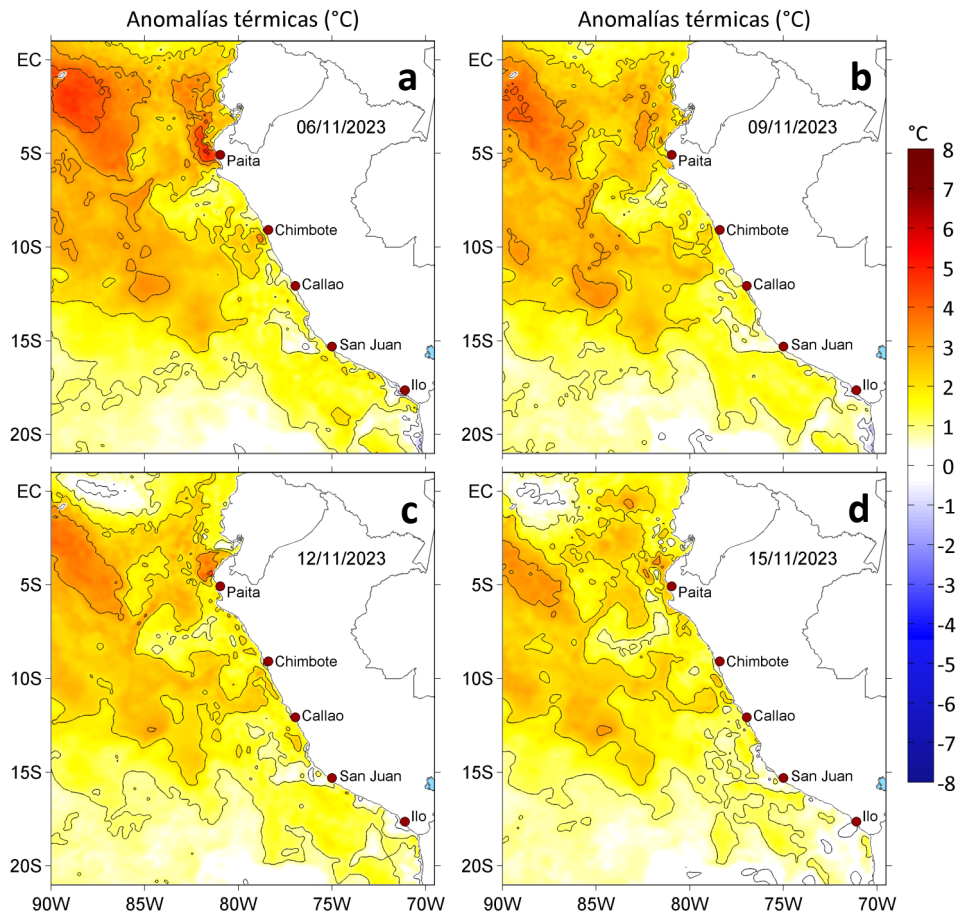 Anomalías térmicas (°C)
Anomalías térmicas (°C)
EC
5S
10S
15S
20S
a
06/11/2023
Paita
Chimbote
Callao
San Juan
Ilo
EC
5S
10S
15S
20S
b
09/11/2023
Paita
Chimbote
Callao
San Juan
Ilo
°C
8
7
6
5
4
3
2
1
0
-1
-2
-3
-4
-5
-6
-7
-8
EC
5S
10S
15S
20S
c
12/11/2023
Paita
Chimbote
Callao
San Juan
Ilo
90W
85W
80W
75W
70W
EC
5S
10S
15S
20S
d
15/11/2023
Paita
Chimbote
Callao
San Juan
Ilo
90W
85W
80W
75W
70W